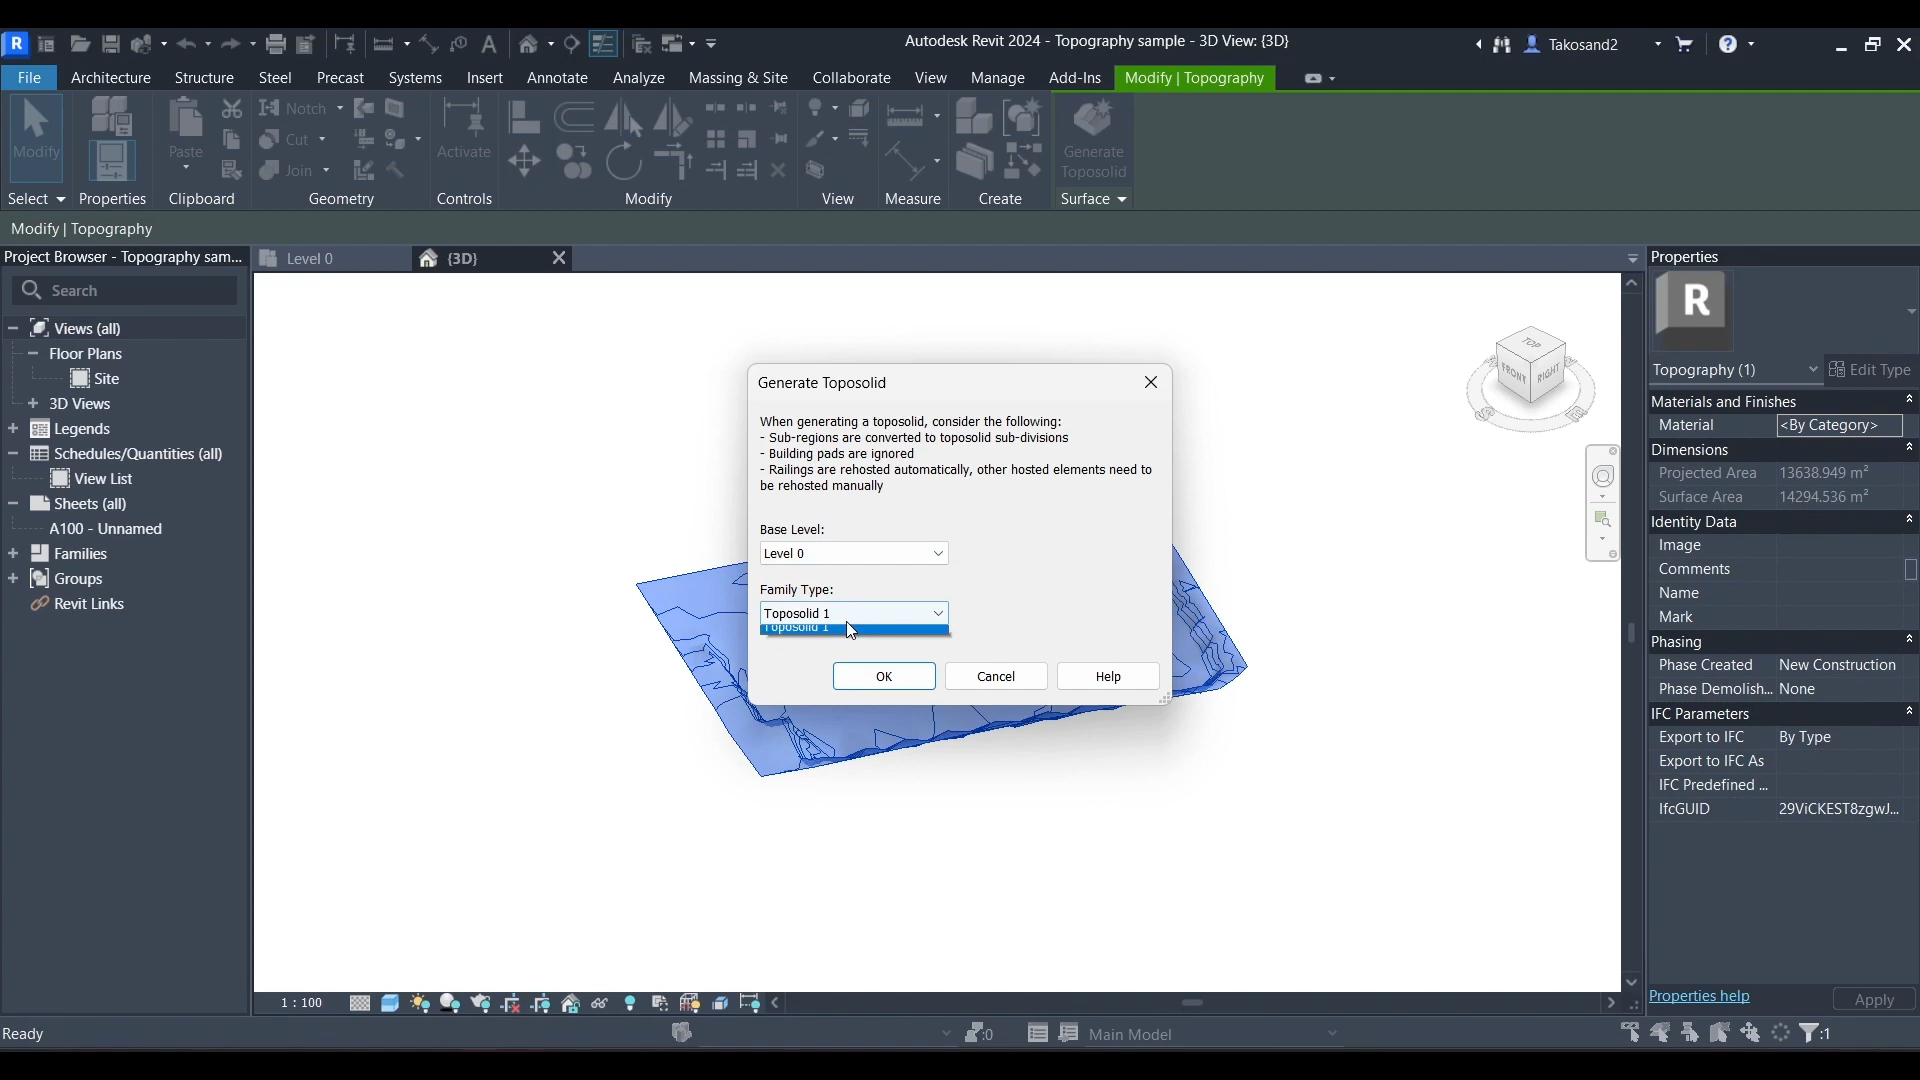 R
Autodesk Revit 2024 - Topography sample - 3D View: {3D}
Takosand2
File
Architecture
Structure
Steel
Precast
Systems
Insert
Annotate
Analyze
Massing & Site
Collaborate
View
Manage
Add-Ins
Modify | Topography
Modify
Paste
Notch
Cut
Join
Activate
Generate
Toposolid
Select
Properties
Clipboard
Geometry
Controls
Modify
View
Measure
Create
Surface
Modify | Topography
Project Browser - Topography sam...
Search
Views (all)
Floor Plans
Site
3D Views
Legends
Schedules/Quantities (all)
View List
Sheets (all)
A100 - Unnamed
Families
Groups
Revit Links
Level 0
{3D}
TOP
FRONT
RIGHT
Generate Toposolid
When generating a toposolid, consider the following:
- Sub-regions are converted to toposolid sub-divisions
- Building pads are ignored
- Railings are rehosted automatically, other hosted elements need to
be rehosted manually
Base Level:
Level 0
Family Type:
Toposolid 1
Toposolid 1
OK
Cancel
Help
Properties
R
Topography (1)
Edit Type
Materials and Finishes
Material <By Category>
Dimensions
Projected Area 13638.949 m²
Surface Area 14294.536 m²
Identity Data
Image
Comments
Name
Mark
Phasing
Phase Created New Construction
Phase Demolish... None
IFC Parameters
Export to IFC By Type
Export to IFC As
IFC Predefined ...
IfcGUID 29ViCKEST8zgwJ...
Properties help
Apply
1 : 100
Ready
:0
Main Model
:1